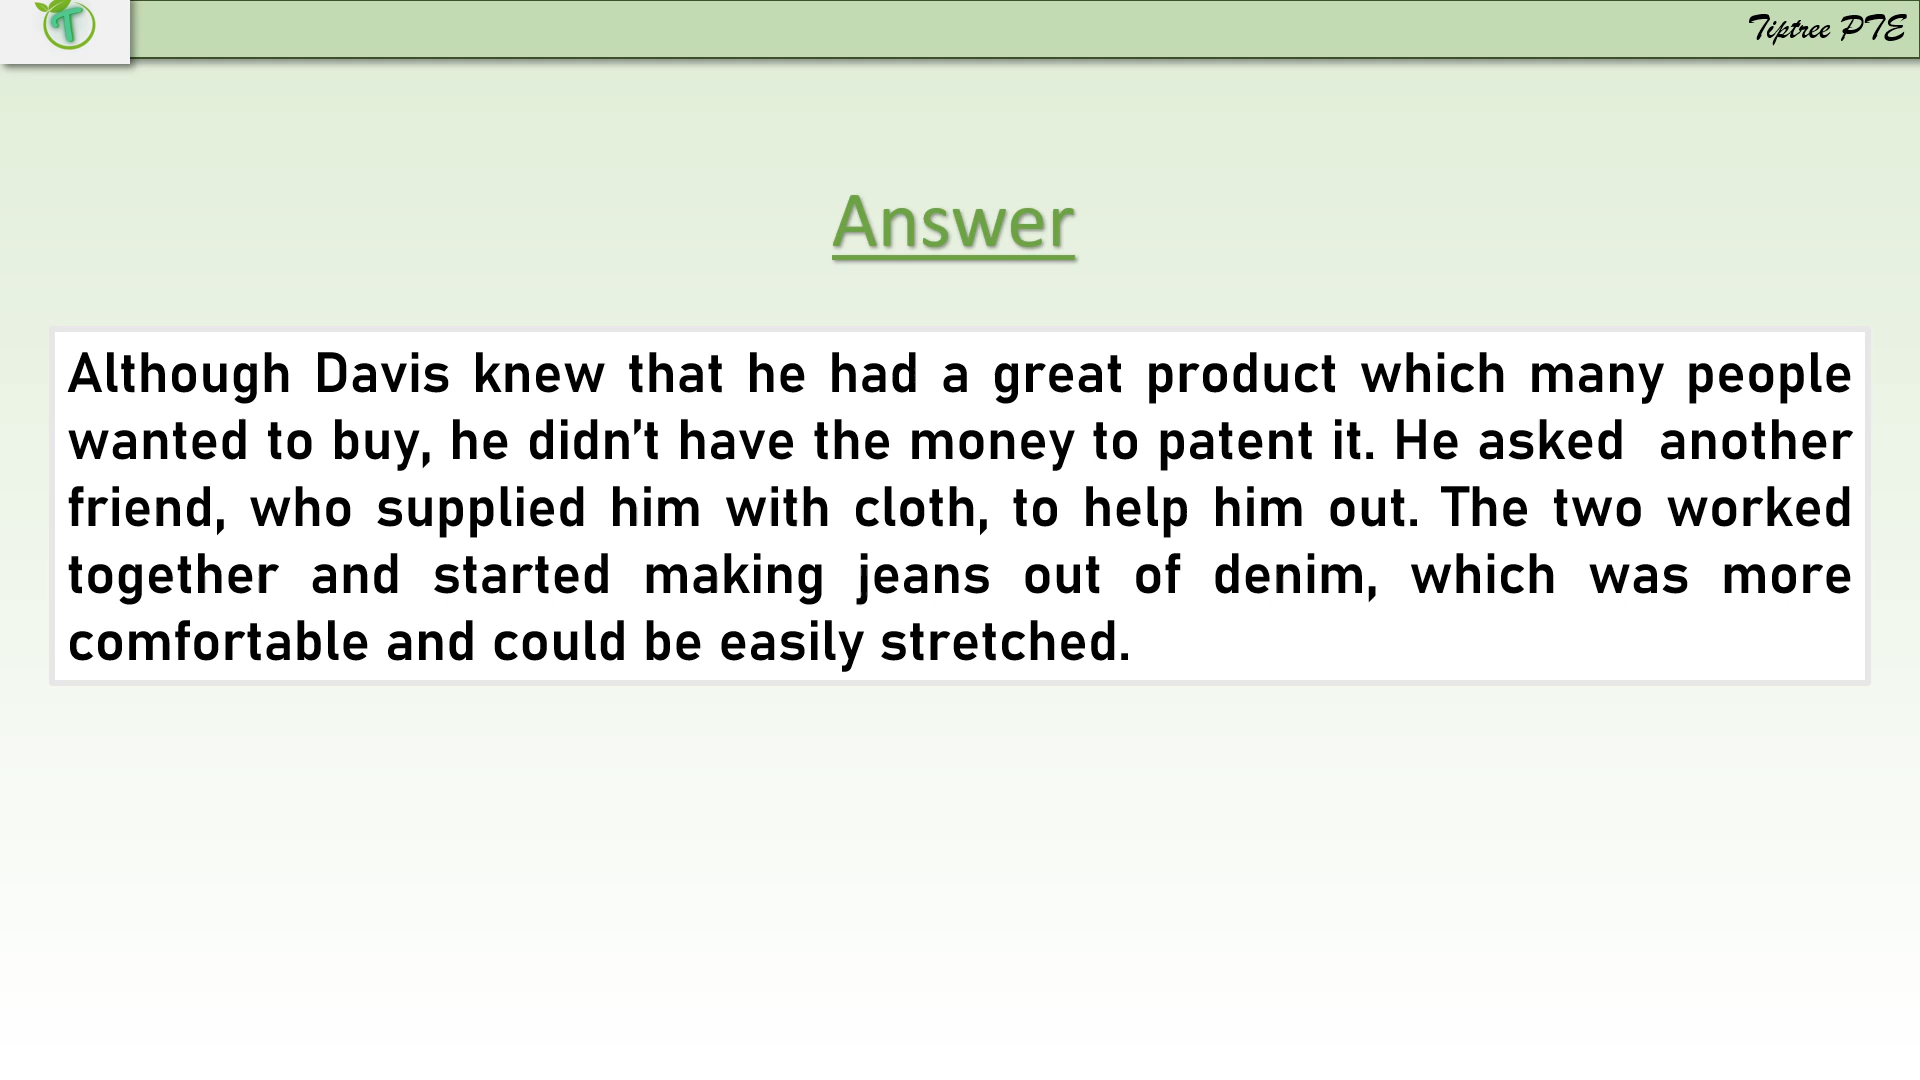 Tiptree PTE
Answer
Although Davis knew that he had a great product which many people
wanted to buy, he didn’t have the money to patent it. He asked  another
friend, who supplied him with cloth, to help him out. The two worked
together and started making jeans out of denim, which was more
comfortable and could be easily stretched.